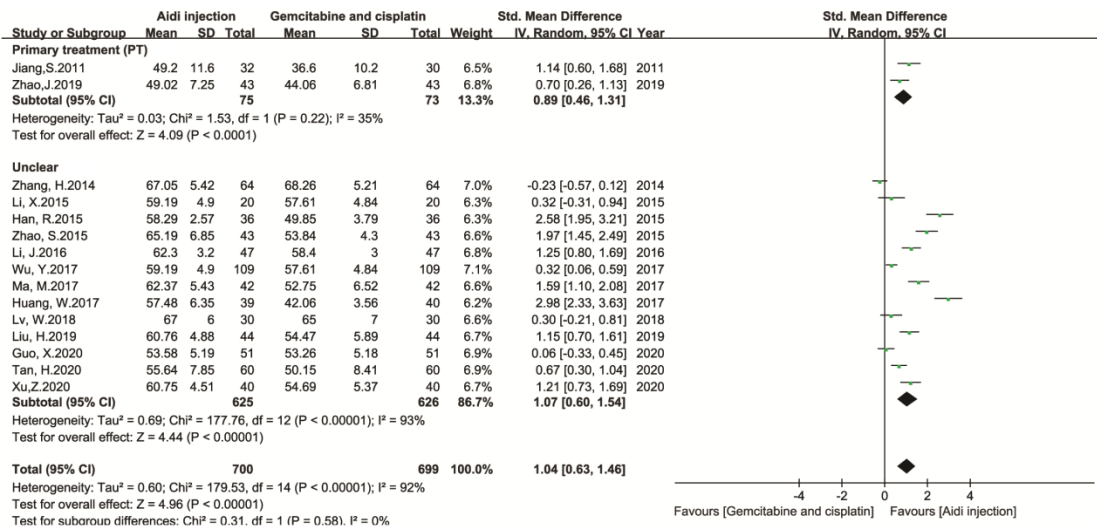 Aidi injection Gemcitabine and cisplatin Std. Mean Difference Std. Mean Difference
Study or Subgroup Mean SD Total Mean SD Total Weight IV, Random, 95% CI Year IV, Random, 95% CI
Primary treatment (PT)
Jiang,S.2011 49.2 11.6 32 36.6 10.2 30 6.5% 1.14 [0.60, 1.68] 2011
Zhao,J.2019 49.02 7.25 43 44.06 6.81 43 6.8% 0.70 [0.26, 1.13] 2019
Subtotal (95% CI) 75 73 13.3% 0.89 [0.46, 1.31]
Heterogeneity: Tau² = 0.03; Chi² = 1.53, df = 1 (P = 0.22); I² = 35%
Test for overall effect: Z = 4.09 (P < 0.0001)
Unclear
Zhang, H.2014 67.05 5.42 64 68.26 5.21 64 7.0% -0.23 [-0.57, 0.12] 2014
Li, X.2015 59.19 4.9 20 57.61 4.84 20 6.3% 0.32 [-0.31, 0.94] 2015
Han, R.2015 58.29 2.57 36 49.85 3.79 36 6.3% 2.58 [1.95, 3.21] 2015
Zhao, S.2015 65.19 6.85 43 53.84 4.3 43 6.6% 1.97 [1.45, 2.49] 2015
Li, J.2016 62.3 3.2 47 58.4 3 47 6.8% 1.25 [0.80, 1.69] 2016
Wu, Y.2017 59.19 4.9 109 57.61 4.84 109 7.1% 0.32 [0.06, 0.59] 2017
Ma, M.2017 62.37 5.43 42 52.75 6.52 42 6.7% 1.59 [1.10, 2.08] 2017
Huang, W.2017 57.48 6.35 39 42.06 3.56 40 6.2% 2.98 [2.33, 3.63] 2017
Lv, W.2018 67 6 30 65 7 30 6.6% 0.30 [-0.21, 0.81] 2018
Liu, H.2019 60.76 4.88 44 54.47 5.89 44 6.7% 1.15 [0.70, 1.61] 2019
Guo, X.2020 53.58 5.19 51 53.26 5.18 51 6.9% 0.06 [-0.33, 0.45] 2020
Tan, H.2020 55.64 7.85 60 50.15 8.41 60 6.9% 0.67 [0.30, 1.04] 2020
Xu,Z.2020 60.75 4.51 40 54.69 5.37 40 6.7% 1.21 [0.73, 1.69] 2020
Subtotal (95% CI) 625 626 86.7% 1.07 [0.60, 1.54]
Heterogeneity: Tau² = 0.69; Chi² = 177.76, df = 12 (P < 0.00001); I² = 93%
Test for overall effect: Z = 4.44 (P < 0.00001)
Total (95% CI) 700 699 100.0% 1.04 [0.63, 1.46]
Heterogeneity: Tau² = 0.60; Chi² = 179.53, df = 14 (P < 0.00001); I² = 92%
Test for overall effect: Z = 4.96 (P < 0.00001)
Test for subgroup differences: Chi² = 0.31, df = 1 (P = 0.58), I² = 0%
-4 -2 0 2 4
Favours [Gemcitabine and cisplatin] Favours [Aidi injection]